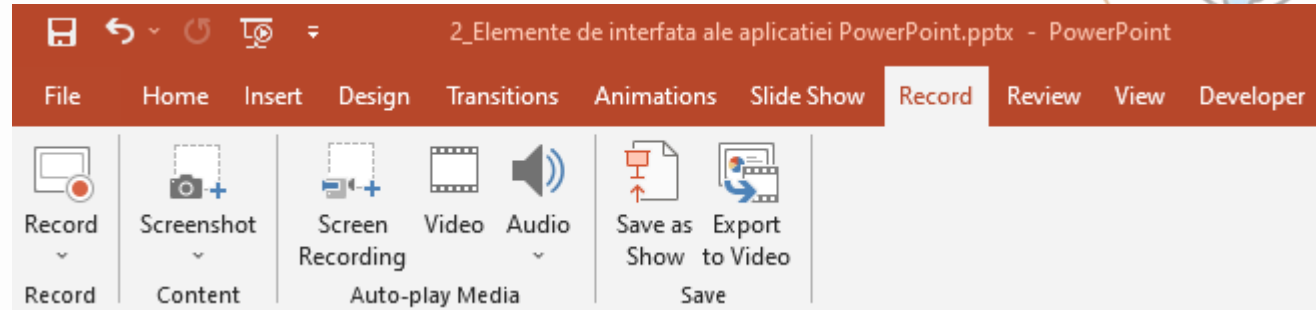 2_Elemente de interfata ale aplicatiei PowerPoint.pptx - PowerPoint
File Home Insert Design Transitions Animations Slide Show Record Review View Developer
Record Screenshot Screen Recording Video Audio Save as Show Export to Video
Record Content Auto-play Media Save